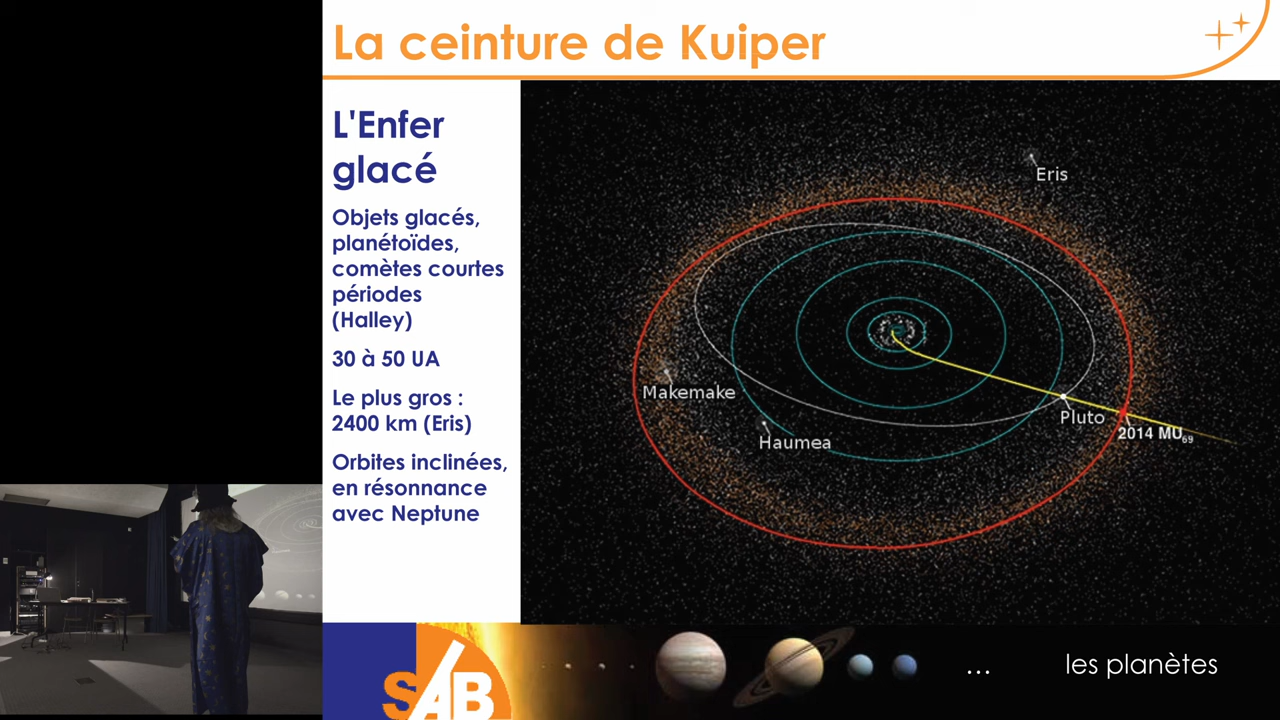 La ceinture de Kuiper
L'Enfer
glacé
Objets glacés,
planétoïdes,
comètes courtes
périodes
(Halley)
30 à 50 UA
Le plus gros :
2400 km (Eris)
Orbites inclinées,
en résonnance
avec Neptune
Eris
Makemake
Haumea
Pluto
2014 MU69
SAB
...
les planètes